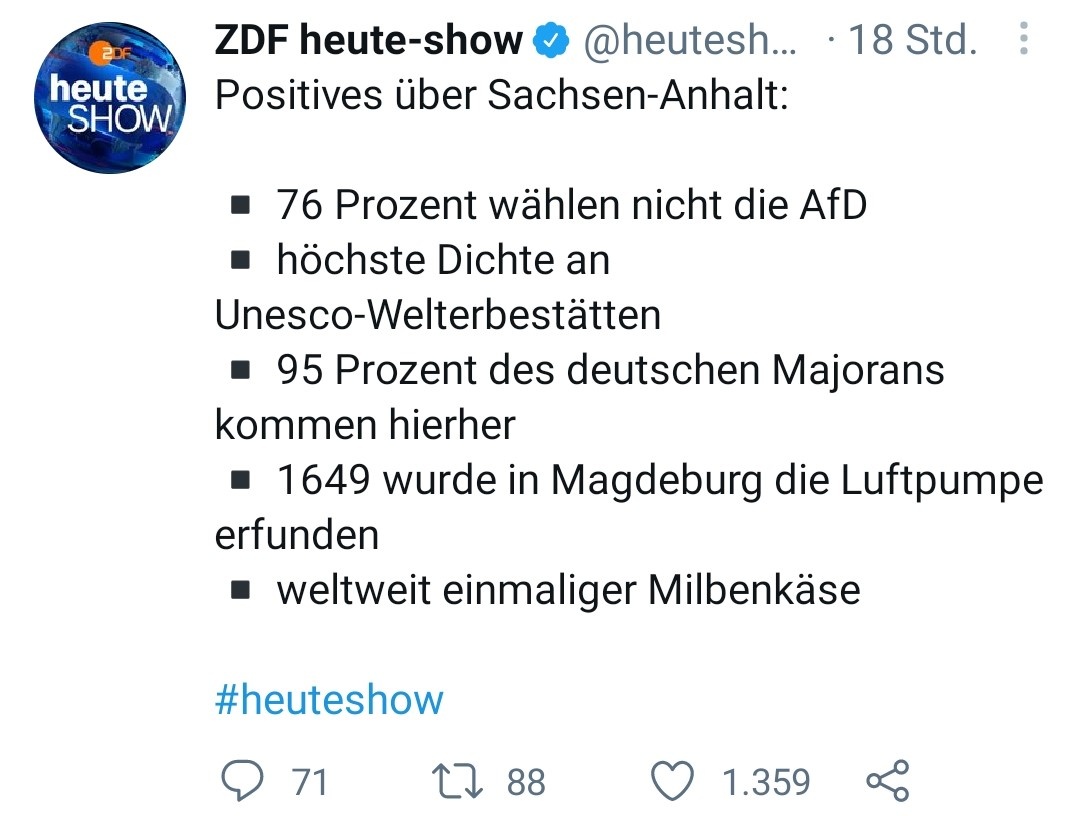 ZDF
heute
SHOW
ZDF heute-show @heutesh... · 18 Std.
Positives über Sachsen-Anhalt:
▪ 76 Prozent wählen nicht die AfD
▪ höchste Dichte an
Unesco-Welterbestätten
▪ 95 Prozent des deutschen Majorans
kommen hierher
▪ 1649 wurde in Magdeburg die Luftpumpe
erfunden
▪ weltweit einmaliger Milbenkäse
#heuteshow
71 88 1.359